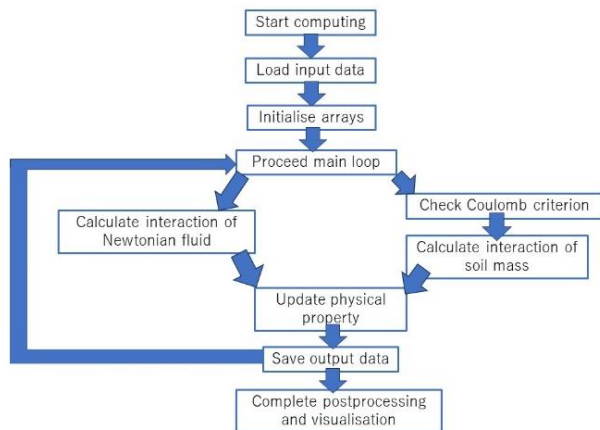 Start computing
Load input data
Initialise arrays
Proceed main loop
Calculate interaction of
Newtonian fluid
Check Coulomb criterion
Calculate interaction of
soil mass
Update physical
property
Save output data
Complete postprocessing
and visualisation